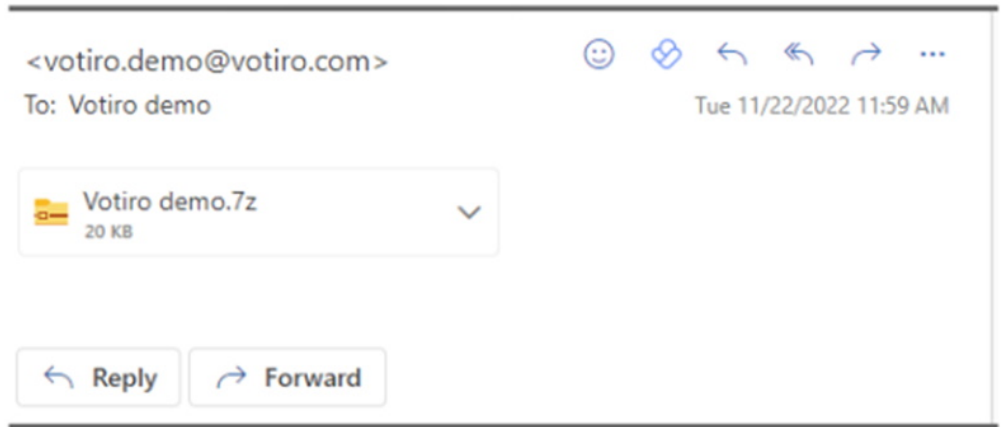 <votiro.demo@votiro.com>
To: Votiro demo
Tue 11/22/2022 11:59 AM
Votiro demo.7z
20 KB
Reply
Forward